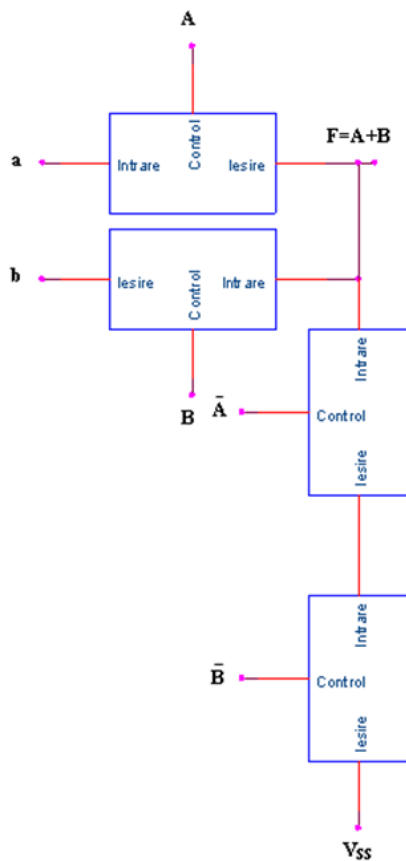 A
F=A+B
a
Intrare
Control
Iesire
b
Iesire
Control
Intrare
B
Ā
Intrare
Control
Iesire
B̄
Intrare
Control
Iesire
VSS